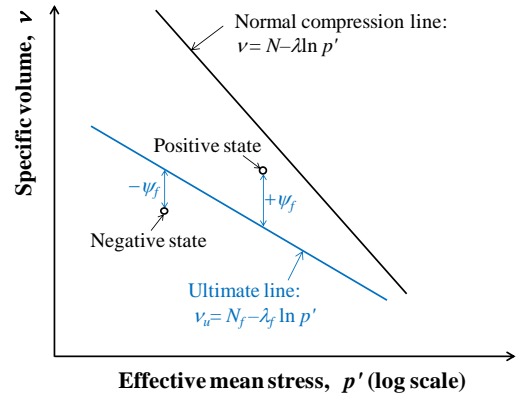 Specific volume, ν
Normal compression line:
ν = N−λln p'
Positive state
−ψf
+ψf
Negative state
Ultimate line:
νu= Nf−λf ln p'
Effective mean stress, p' (log scale)